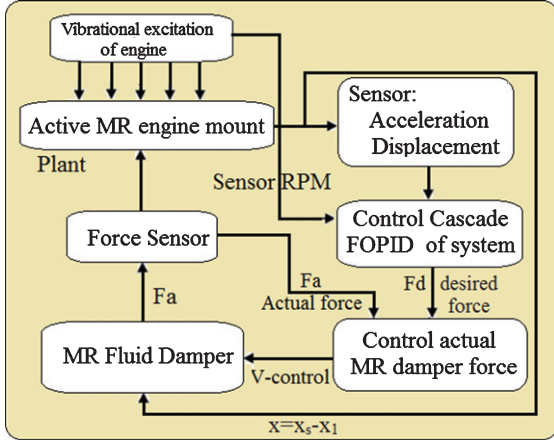 Vibrational excitation
of engine
Active MR engine mount
Plant
Sensor:
Acceleration
Displacement
Sensor RPM
Control Cascade
FOPID of system
Force Sensor
Fa
Actual force
Fd desired
force
Fa
MR Fluid Damper
V-control
Control actual
MR damper force
x=xₛ-x₁